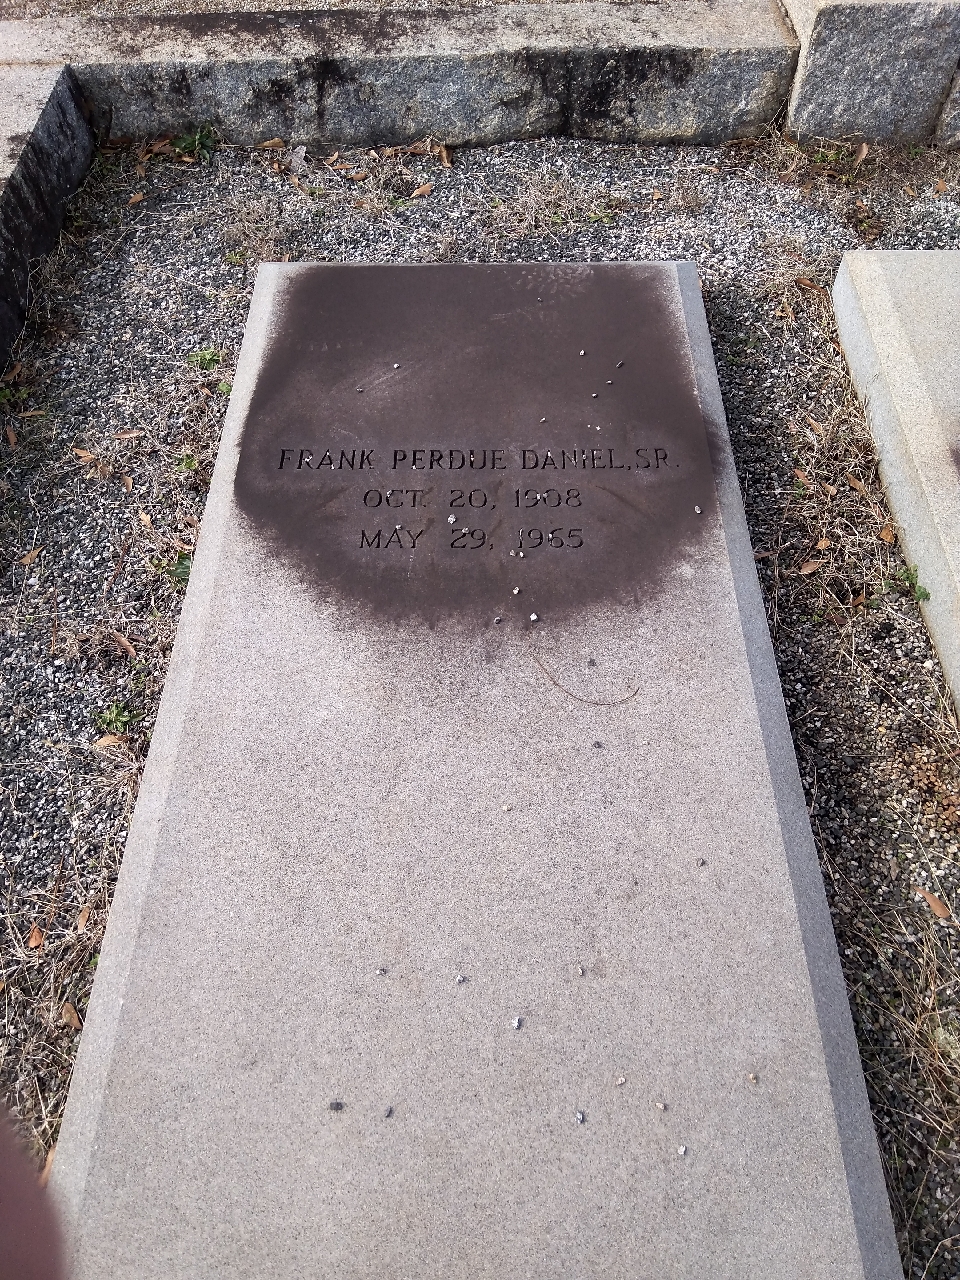 FRANK PERDUE DANIEL, SR.
OCT. 20, 1908
MAY 29, 1965